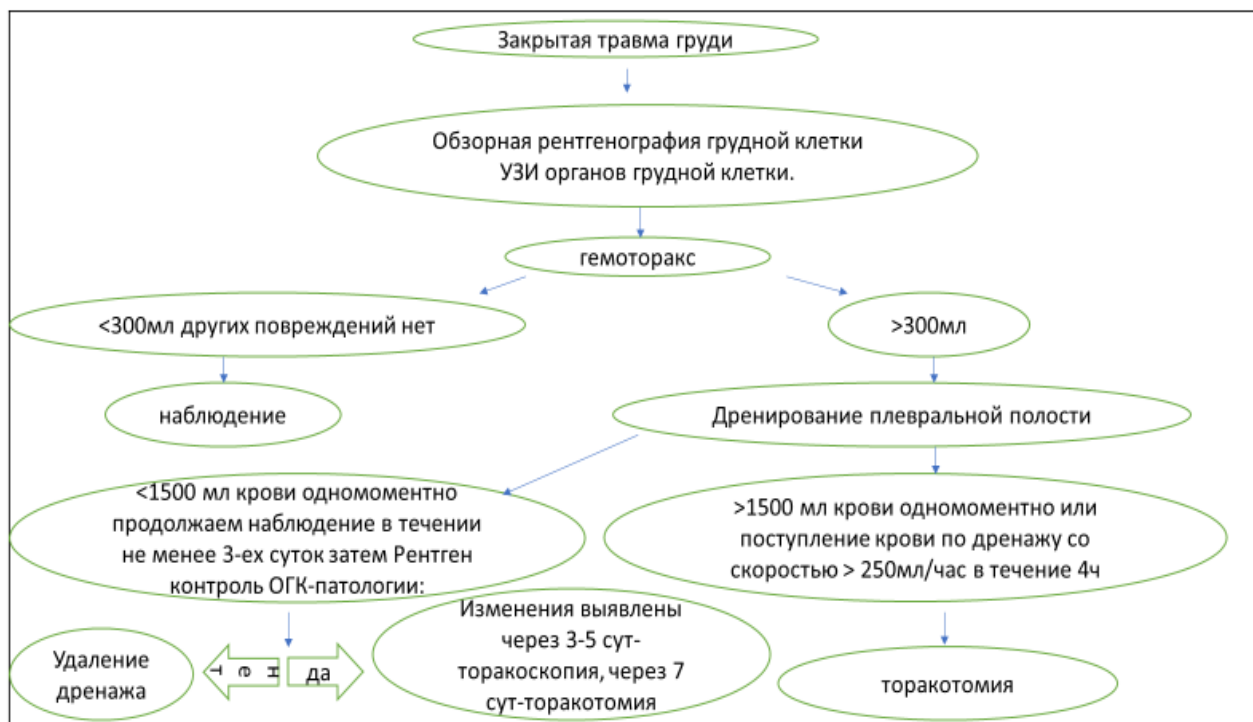 Закрытая травма груди
Обзорная рентгенография грудной клетки
УЗИ органов грудной клетки.
гемоторакс
<300мл других повреждений нет
>300мл
наблюдение
Дренирование плевральной полости
<1500 мл крови одномоментно
продолжаем наблюдение в течении
не менее 3-ех суток затем Рентген
контроль ОГК-патологии:
>1500 мл крови одномоментно или
поступление крови по дренажу со
скоростью > 250мл/час в течение 4ч
Удаление
дренажа
нет
да
Изменения выявлены
через 3-5 сут-
торакоскопия, через 7
сут-торакотомия
торакотомия